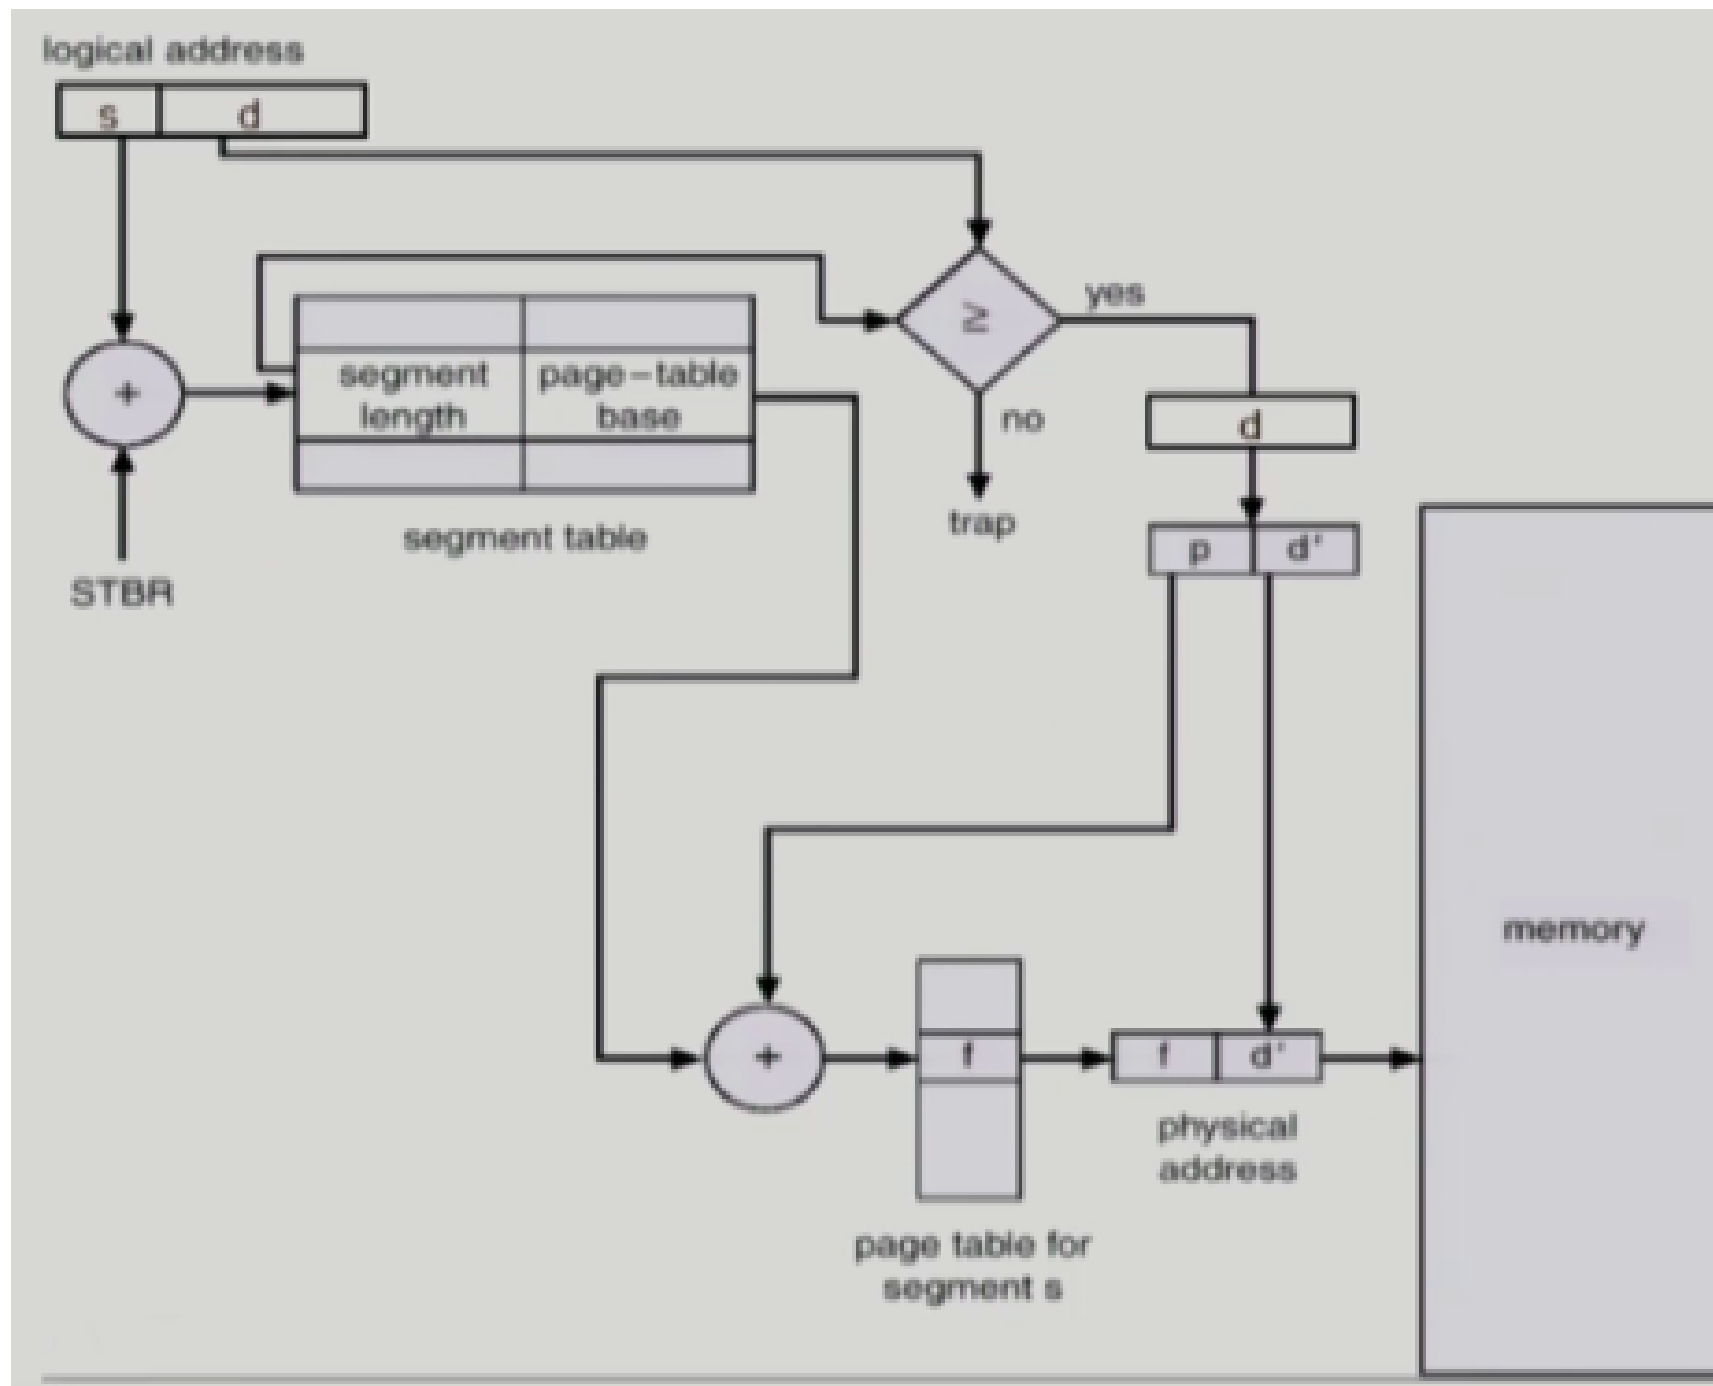 logical address
s d
≥
yes
+
segment length
page-table base
no
d
trap
segment table
p d'
STBR
memory
+
f
f d'
physical address
page table for segment s